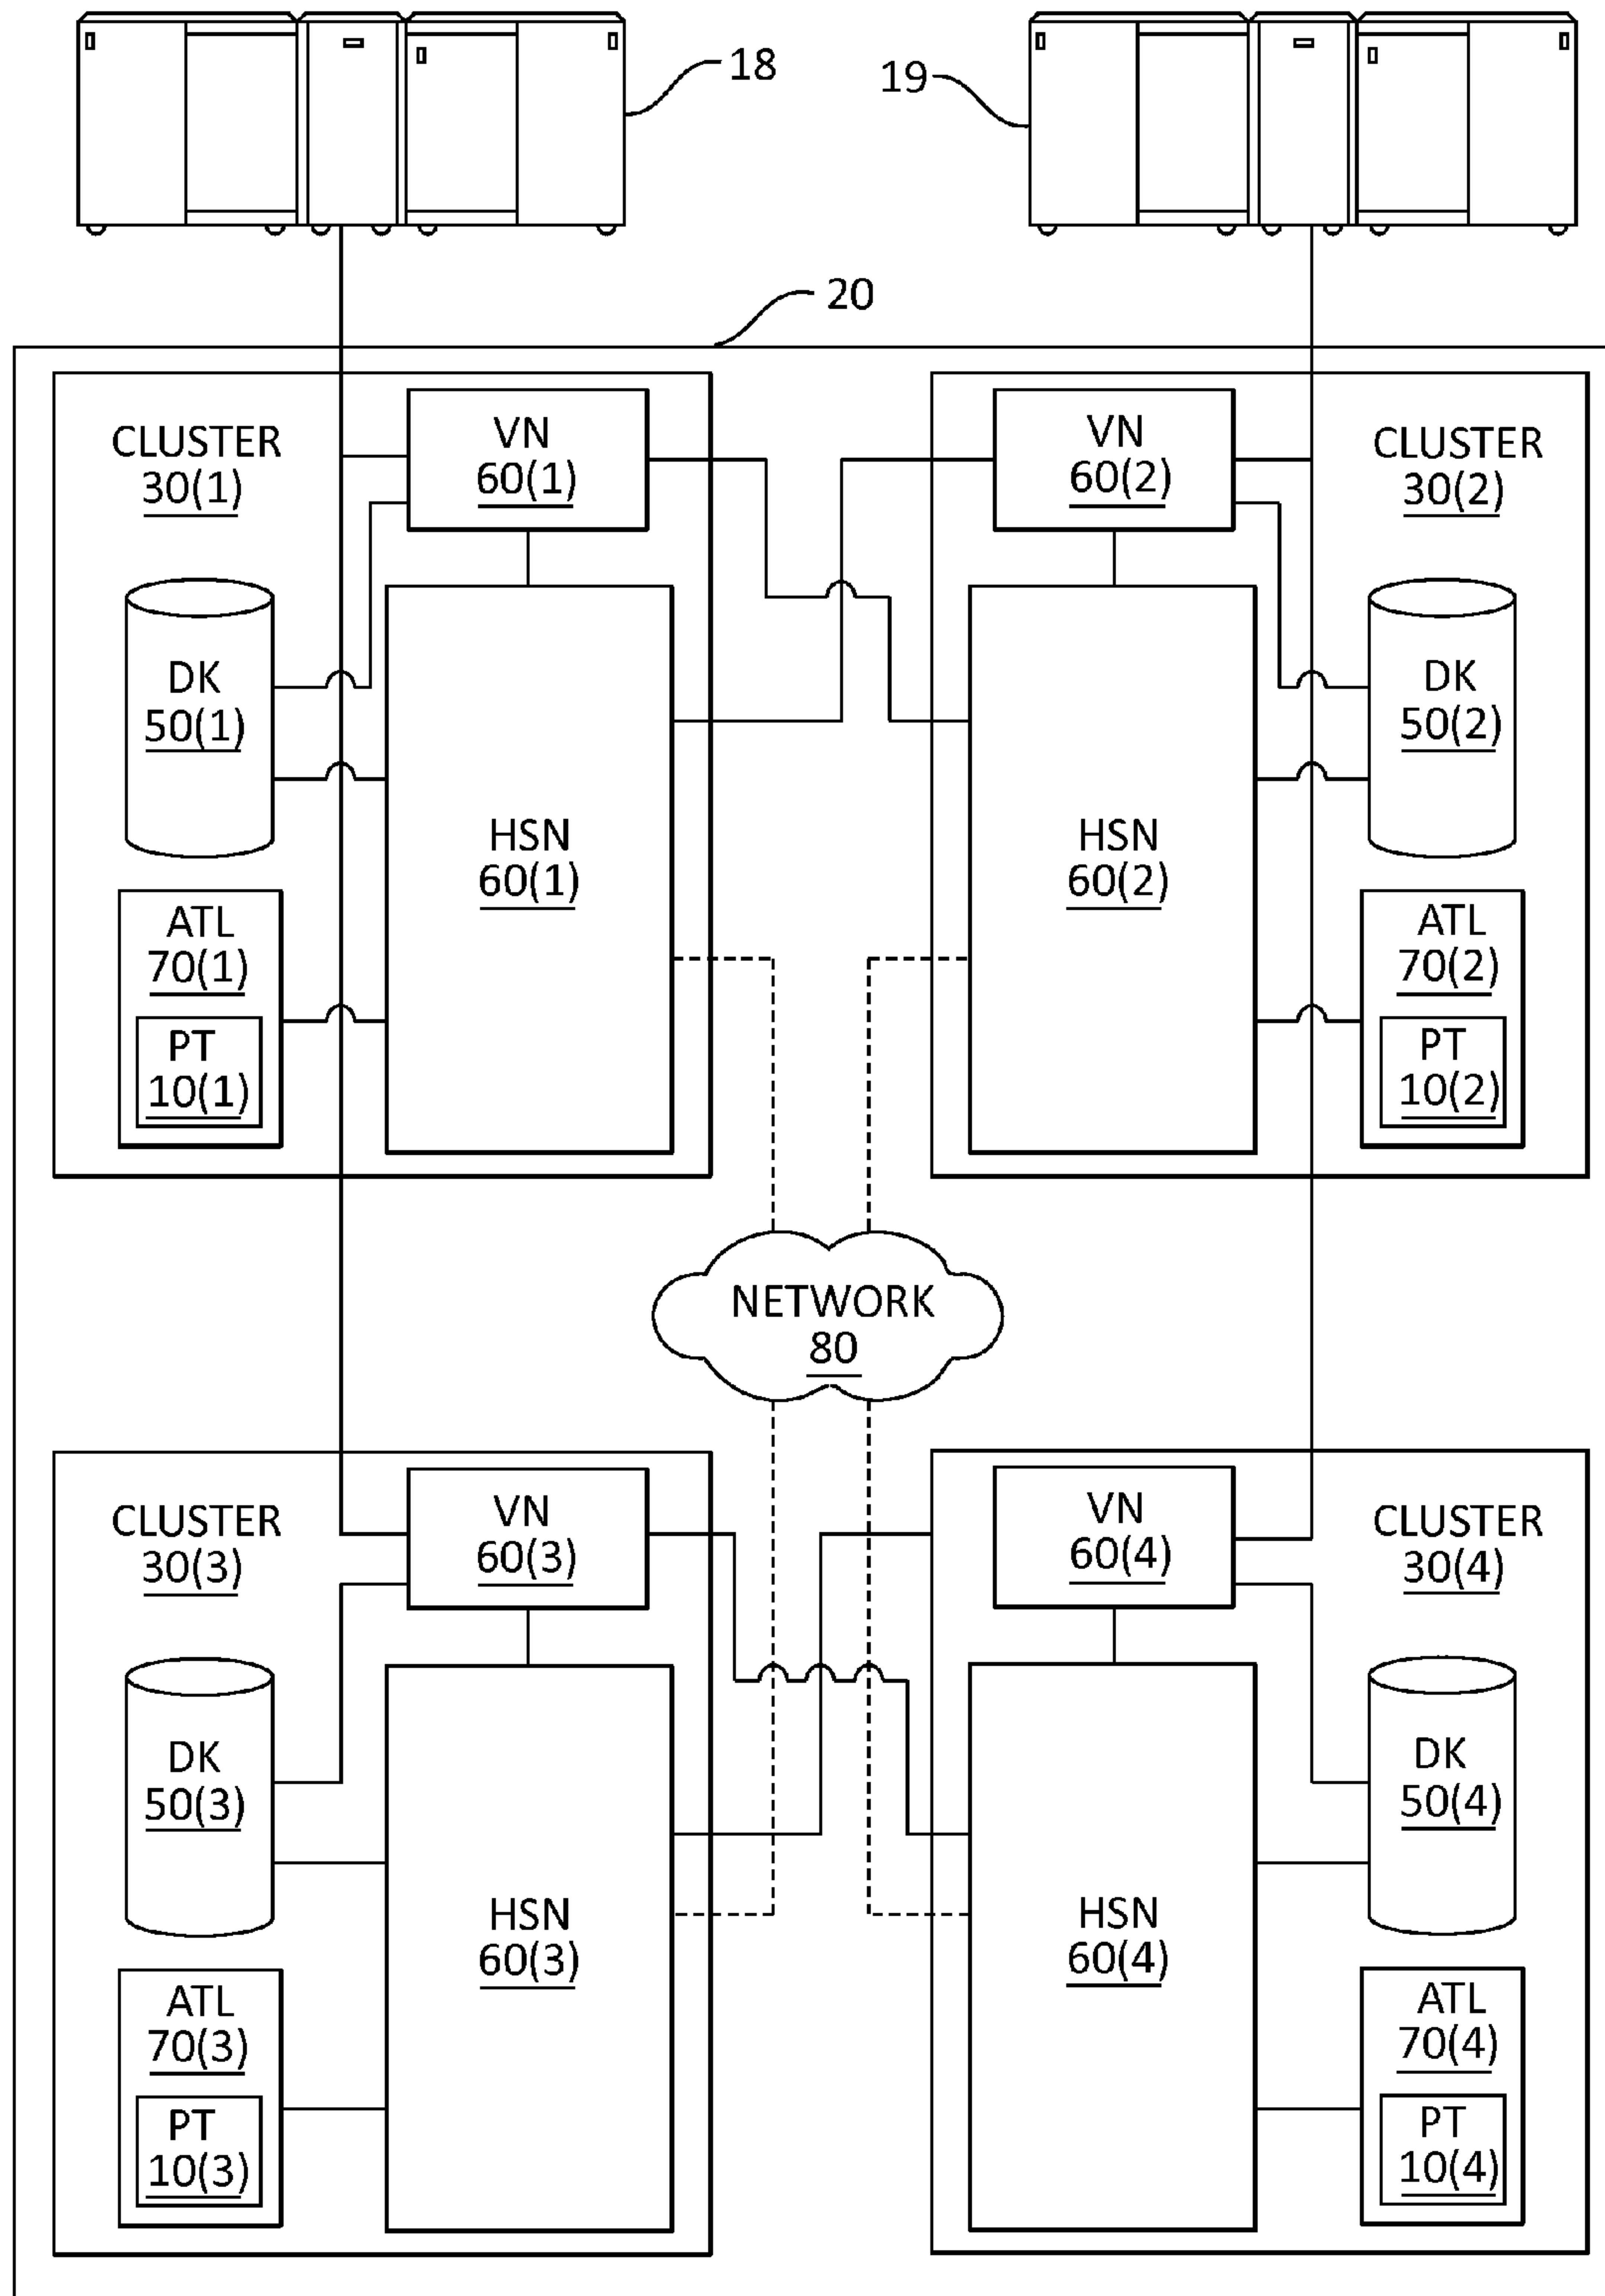 18
19
20
CLUSTER
30(1)
VN
60(1)
DK
50(1)
HSN
60(1)
ATL
70(1)
PT
10(1)
VN
60(2)
CLUSTER
30(2)
HSN
60(2)
DK
50(2)
ATL
70(2)
PT
10(2)
NETWORK
80
CLUSTER
30(3)
VN
60(3)
DK
50(3)
HSN
60(3)
ATL
70(3)
PT
10(3)
VN
60(4)
CLUSTER
30(4)
HSN
60(4)
DK
50(4)
ATL
70(4)
PT
10(4)